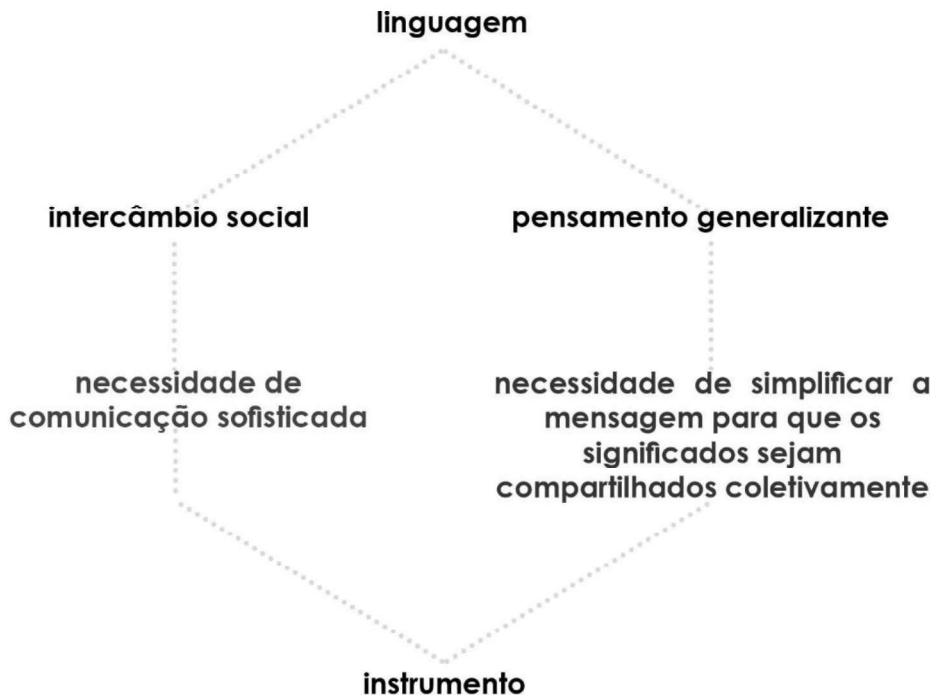 linguagem
intercâmbio social
pensamento generalizante
necessidade de
comunicação sofisticada
necessidade de simplificar a
mensagem para que os
significados sejam
compartilhados coletivamente
instrumento